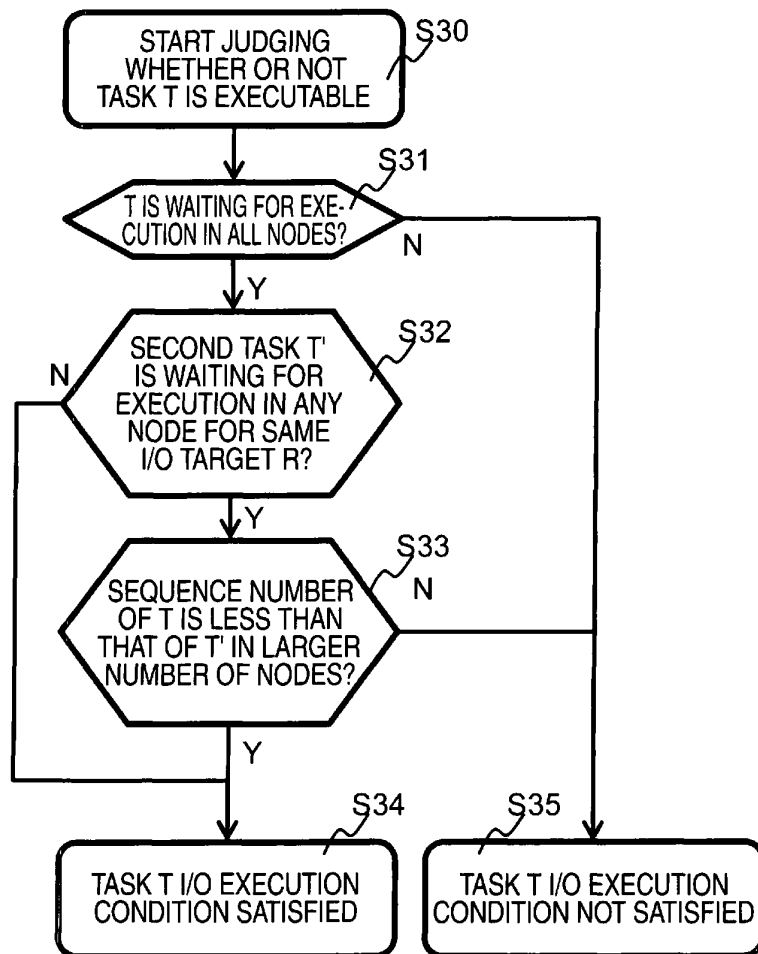 S30
START JUDGING
WHETHER OR NOT
TASK T IS EXECUTABLE
S31
T IS WAITING FOR EXE-
CUTION IN ALL NODES?
N
Y
S32
SECOND TASK T'
IS WAITING FOR
EXECUTION IN ANY
NODE FOR SAME
I/O TARGET R?
N
Y
S33
SEQUENCE NUMBER
OF T IS LESS THAN
THAT OF T' IN LARGER
NUMBER OF NODES?
N
Y
S34
TASK T I/O EXECUTION
CONDITION SATISFIED
S35
TASK T I/O EXECUTION
CONDITION NOT SATISFIED